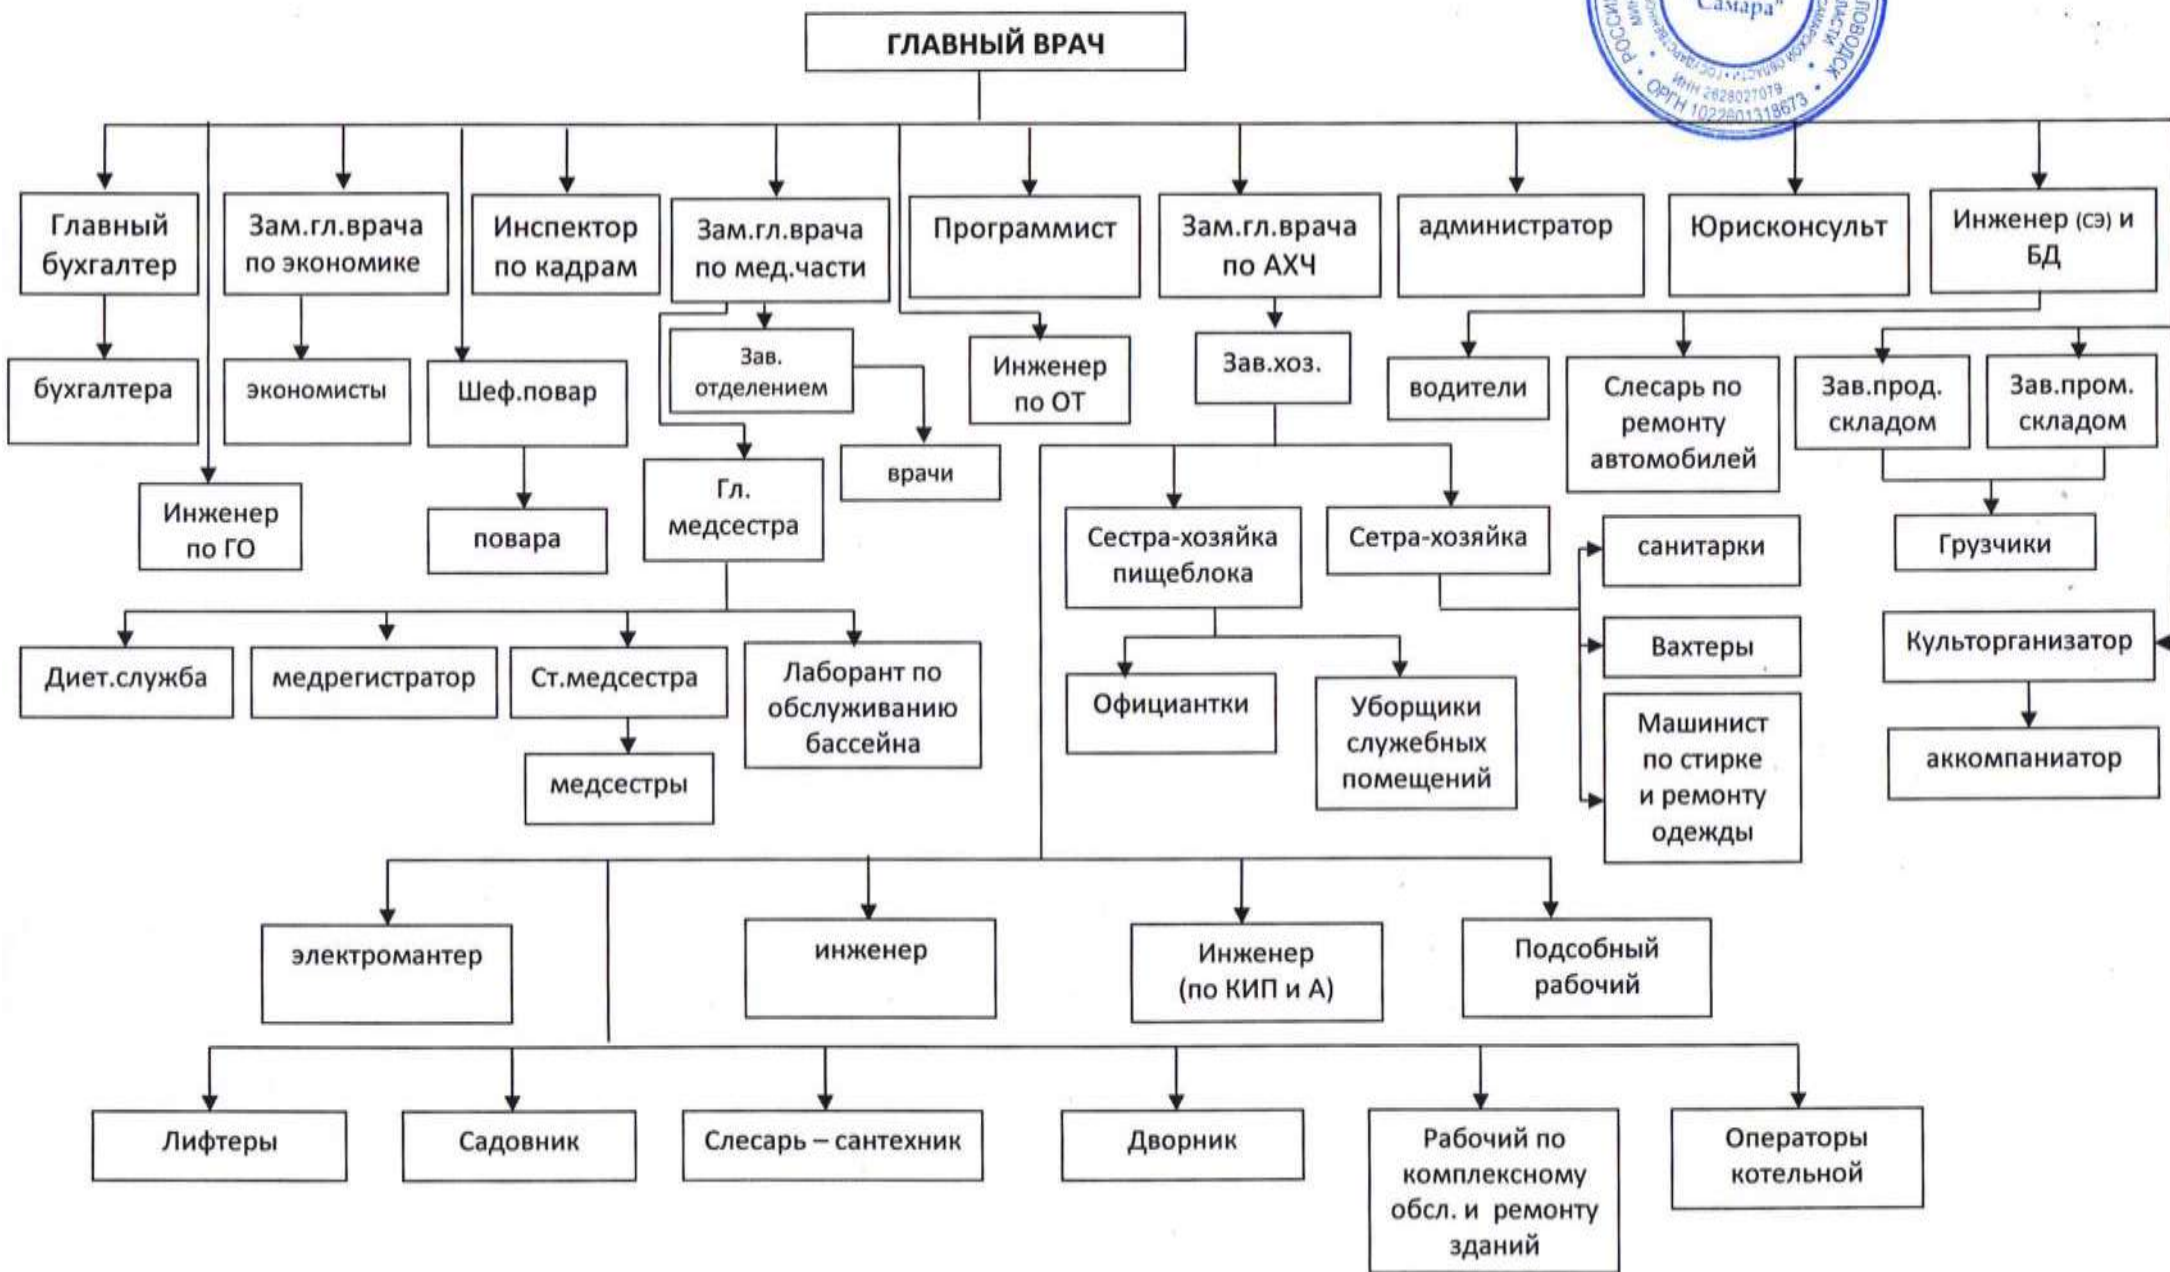 Самара"
ИНН 2628027079
ОРГН 1022601318673
ГЛАВНЫЙ ВРАЧ
Главный
бухгалтер
Зам.гл.врача
по экономике
Инспектор
по кадрам
Зам.гл.врача
по мед.части
Программист
Зам.гл.врача
по АХЧ
администратор
Юрисконсульт
Инженер (сэ) и
БД
бухгалтера
экономисты
Шеф.повар
Зав.
отделением
Инженер
по ОТ
Зав.хоз.
водители
Слесарь по
ремонту
автомобилей
Зав.прод.
складом
Зав.пром.
складом
врачи
Инженер
по ГО
повара
Гл.
медсестра
Сестра-хозяйка
пищеблока
Сетра-хозяйка
санитарки
Грузчики
Вахтеры
Культорганизатор
Диет.служба
медрегистратор
Ст.медсестра
Лаборант по
обслуживанию
бассейна
Официантки
Уборщики
служебных
помещений
Машинист
по стирке
и ремонту
одежды
аккомпаниатор
медсестры
электромантер
инженер
Инженер
(по КИП и А)
Подсобный
рабочий
Лифтеры
Садовник
Слесарь – сантехник
Дворник
Рабочий по
комплексному
обсл. и ремонту
зданий
Операторы
котельной